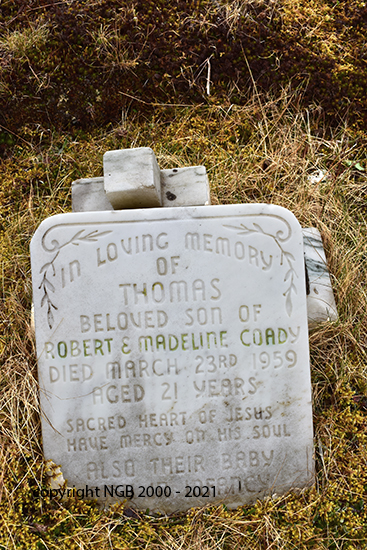 IN LOVING MEMORY
OF
THOMAS
BELOVED SON OF
ROBERT & MADELINE COADY
DIED MARCH 23RD 1959
AGED 21 YEARS
SACRED HEART OF JESUS
HAVE MERCY ON HIS SOUL
ALSO THEIR BABY
copyright NGB 2000 - 2021